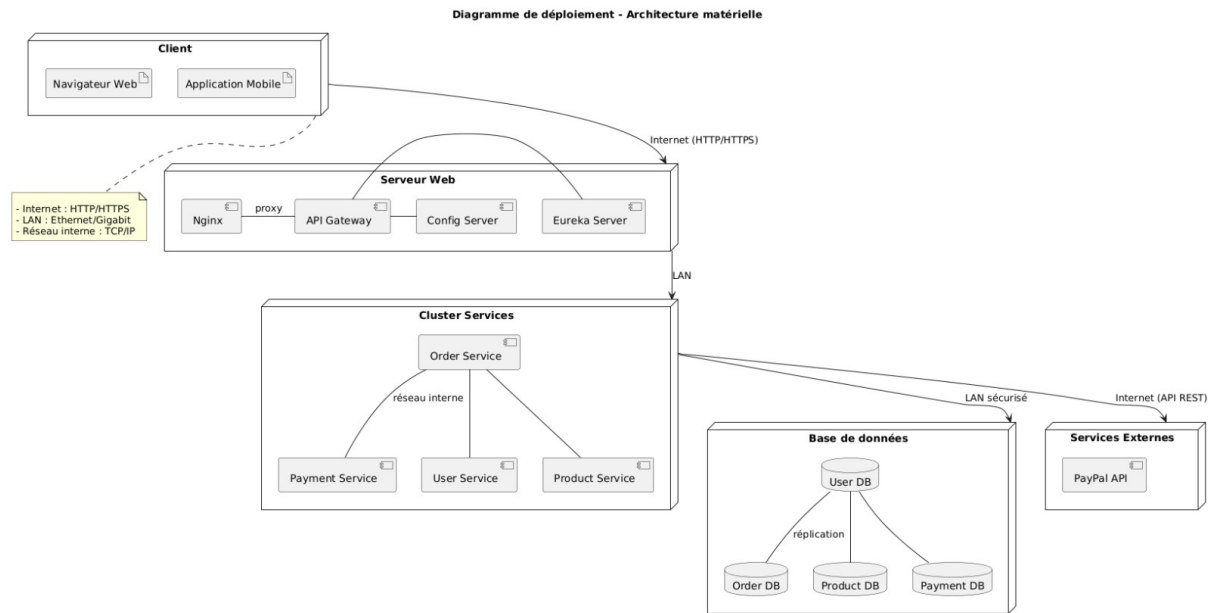 Diagramme de déploiement - Architecture matérielle
Client
Navigateur Web
Application Mobile
Internet (HTTP/HTTPS)
- Internet : HTTP/HTTPS
- LAN : Ethernet/Gigabit
- Réseau interne : TCP/IP
Serveur Web
Nginx
proxy
API Gateway
Config Server
Eureka Server
LAN
Cluster Services
Order Service
réseau interne
Payment Service
User Service
Product Service
LAN sécurisé
Internet (API REST)
Base de données
User DB
réplication
Order DB
Product DB
Payment DB
Services Externes
PayPal API